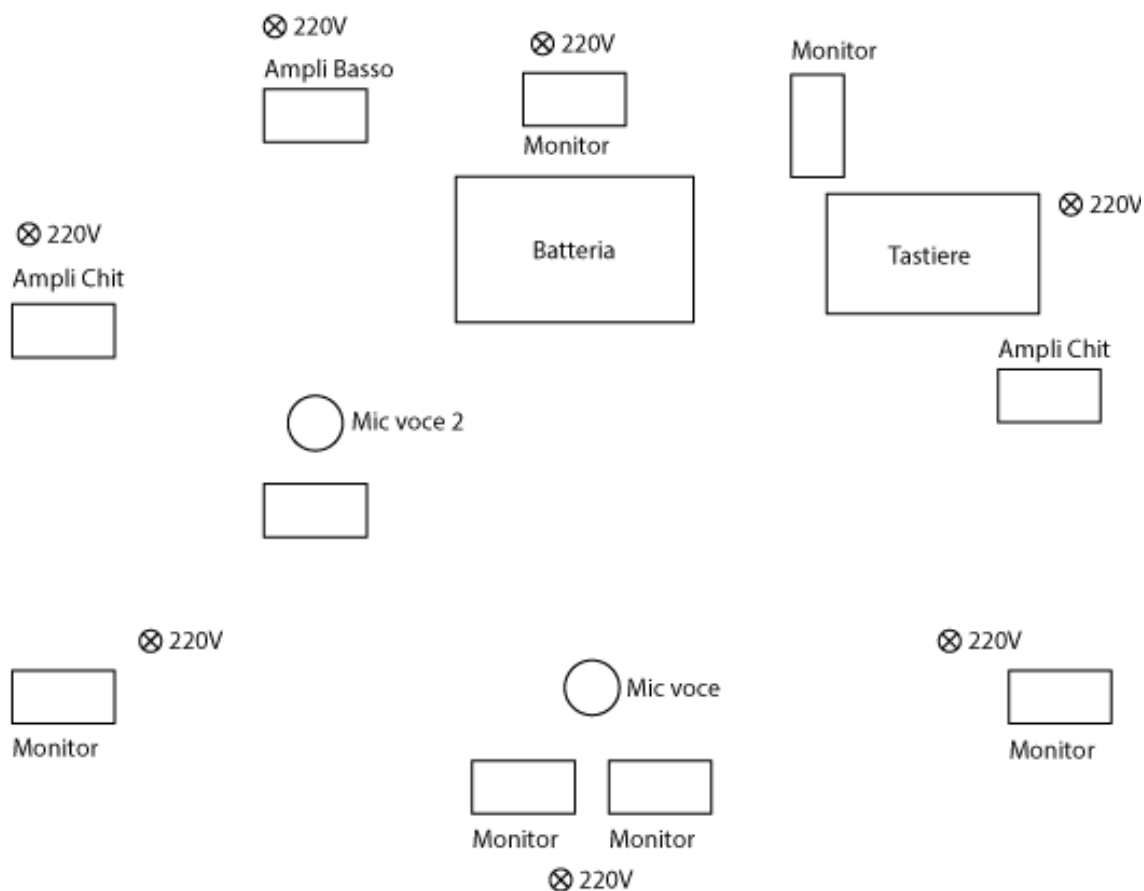 220V
220V
Ampli Basso
Monitor
Monitor
220V
220V
Batteria
Tastiere
Ampli Chit
Ampli Chit
Mic voce 2
220V
220V
Mic voce
Monitor
Monitor
Monitor
Monitor
220V